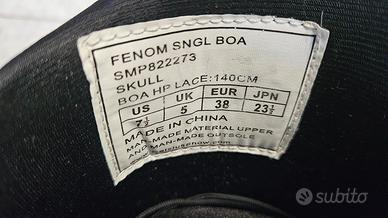 FENOM SNGL BOA
SMP822273
SKULL
BOA HP LACE:140CM
US UK EUR JPN
7½ 5 38 23½
MADE IN CHINA
MAN-MADE MATERIAL UPPER
AND MAN-MADE OUTSOLE
subito